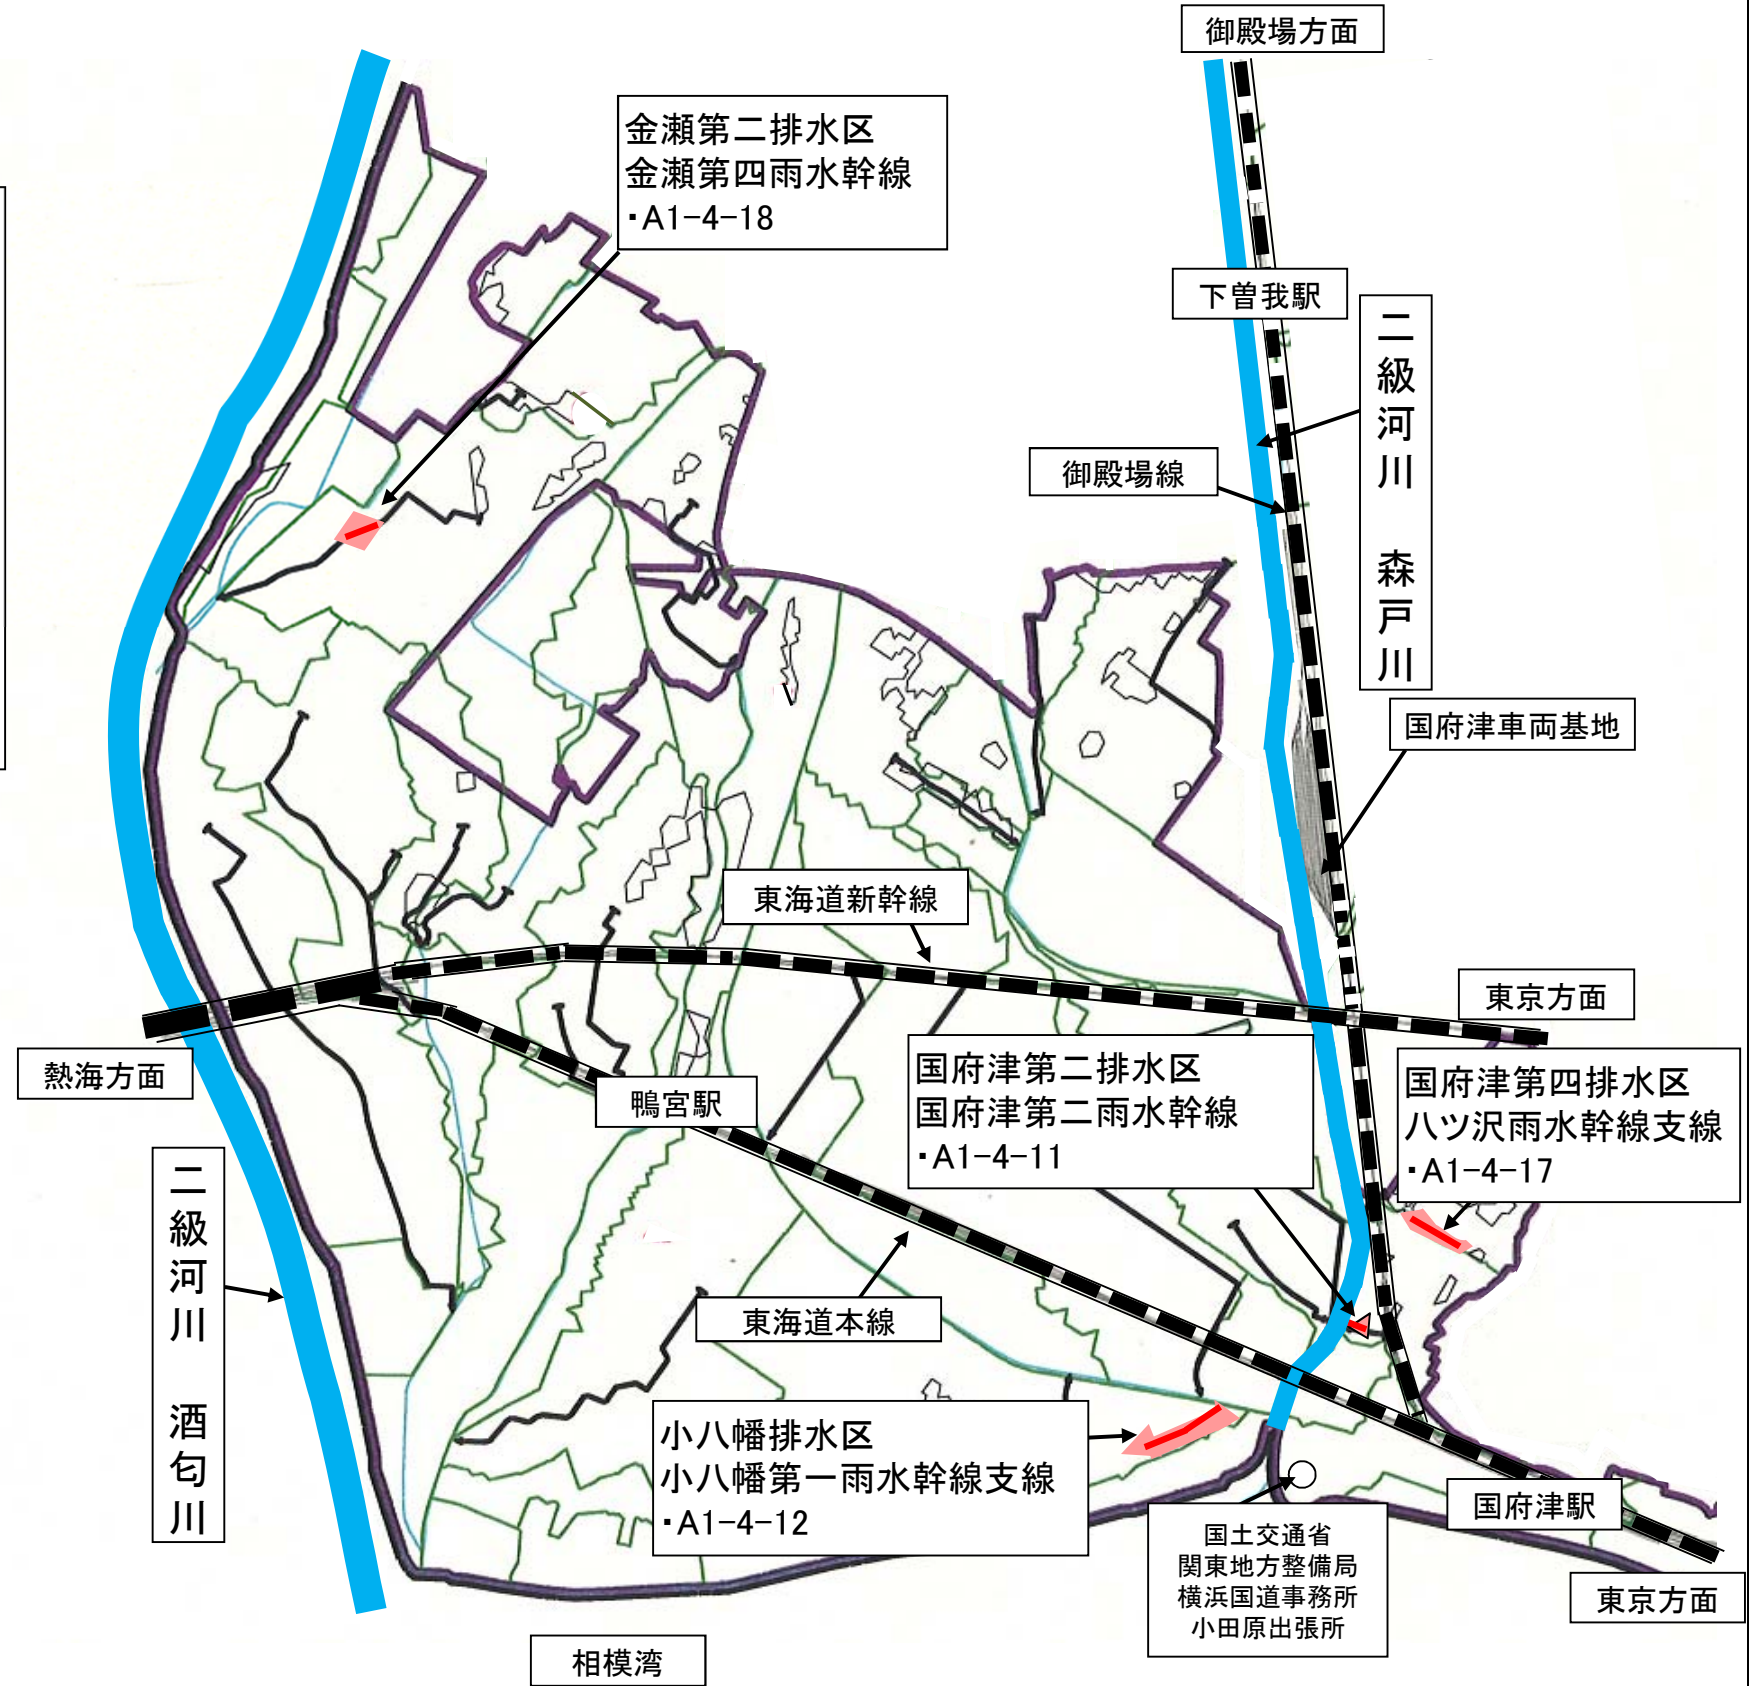 御殿場方面
金瀬第二排水区
金瀬第四雨水幹線
・A1-4-18
下曽我駅
二級河川　森戸川
御殿場線
国府津車両基地
東海道新幹線
東京方面
熱海方面
国府津第二排水区
国府津第二雨水幹線
・A1-4-11
国府津第四排水区
八ツ沢雨水幹線支線
・A1-4-17
鴨宮駅
二級河川　酒匂川
東海道本線
小八幡排水区
小八幡第一雨水幹線支線
・A1-4-12
国府津駅
国土交通省
関東地方整備局
横浜国道事務所
小田原出張所
東京方面
相模湾